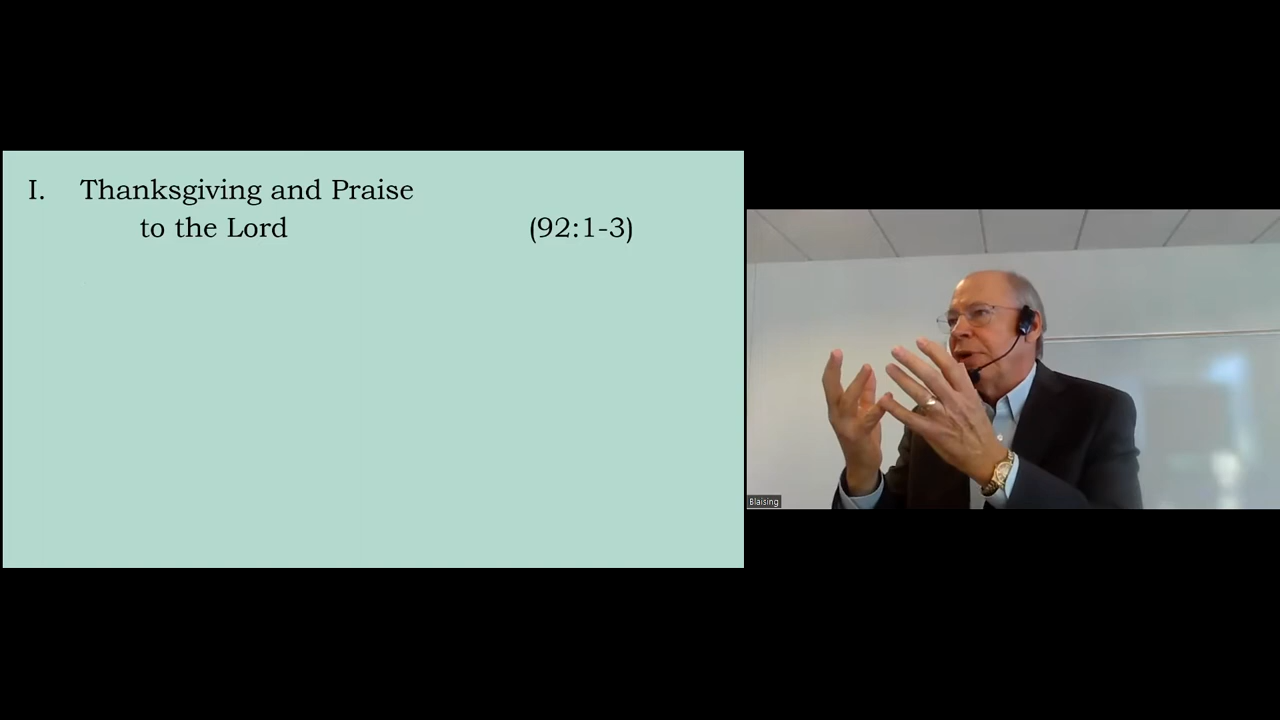 I. Thanksgiving and Praise
to the Lord (92:1-3)
Blaising